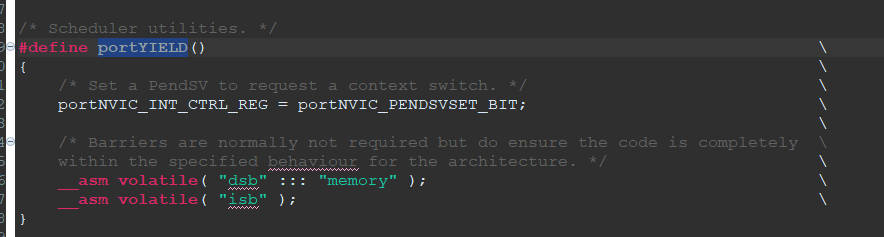 /* Scheduler utilities. */
#define portYIELD() \
{ \
/* Set a PendSV to request a context switch. */ \
portNVIC_INT_CTRL_REG = portNVIC_PENDSVSET_BIT; \
\
/* Barriers are normally not required but do ensure the code is completely \
within the specified behaviour for the architecture. */ \
__asm volatile( "dsb" ::: "memory" ); \
__asm volatile( "isb" ); \
}